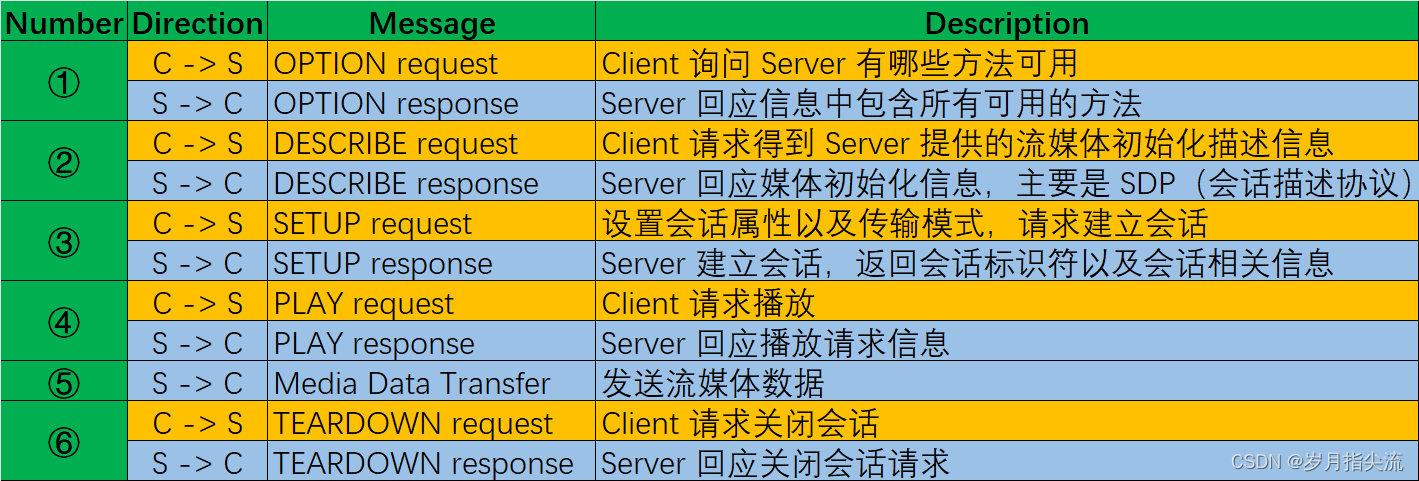 Number Direction Message Description
① C -> S OPTION request Client 询问 Server 有哪些方法可用
S -> C OPTION response Server 回应信息中包含所有可用的方法
② C -> S DESCRIBE request Client 请求得到 Server 提供的流媒体初始化描述信息
S -> C DESCRIBE response Server 回应媒体初始化信息，主要是 SDP（会话描述协议）
③ C -> S SETUP request 设置会话属性以及传输模式，请求建立会话
S -> C SETUP response Server 建立会话，返回会话标识符以及会话相关信息
④ C -> S PLAY request Client 请求播放
S -> C PLAY response Server 回应播放请求信息
⑤ S -> C Media Data Transfer 发送流媒体数据
⑥ C -> S TEARDOWN request Client 请求关闭会话
S -> C TEARDOWN response Server 回应关闭会话请求
CSDN @岁月指尖流